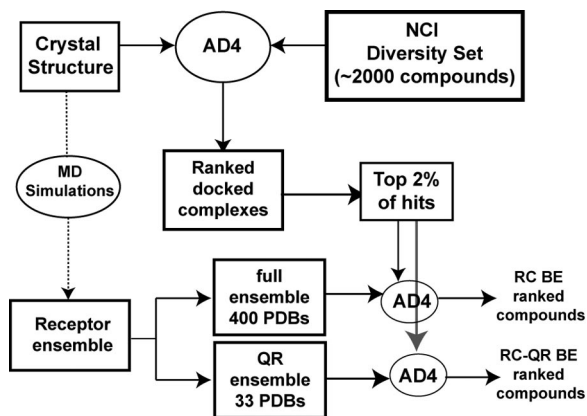 Crystal
Structure
AD4
NCI
Diversity Set
(~2000 compounds)
MD
Simulations
Ranked
docked
complexes
Top 2%
of hits
Receptor
ensemble
full
ensemble
400 PDBs
AD4
RC BE
ranked
compounds
QR
ensemble
33 PDBs
AD4
RC-QR BE
ranked
compounds